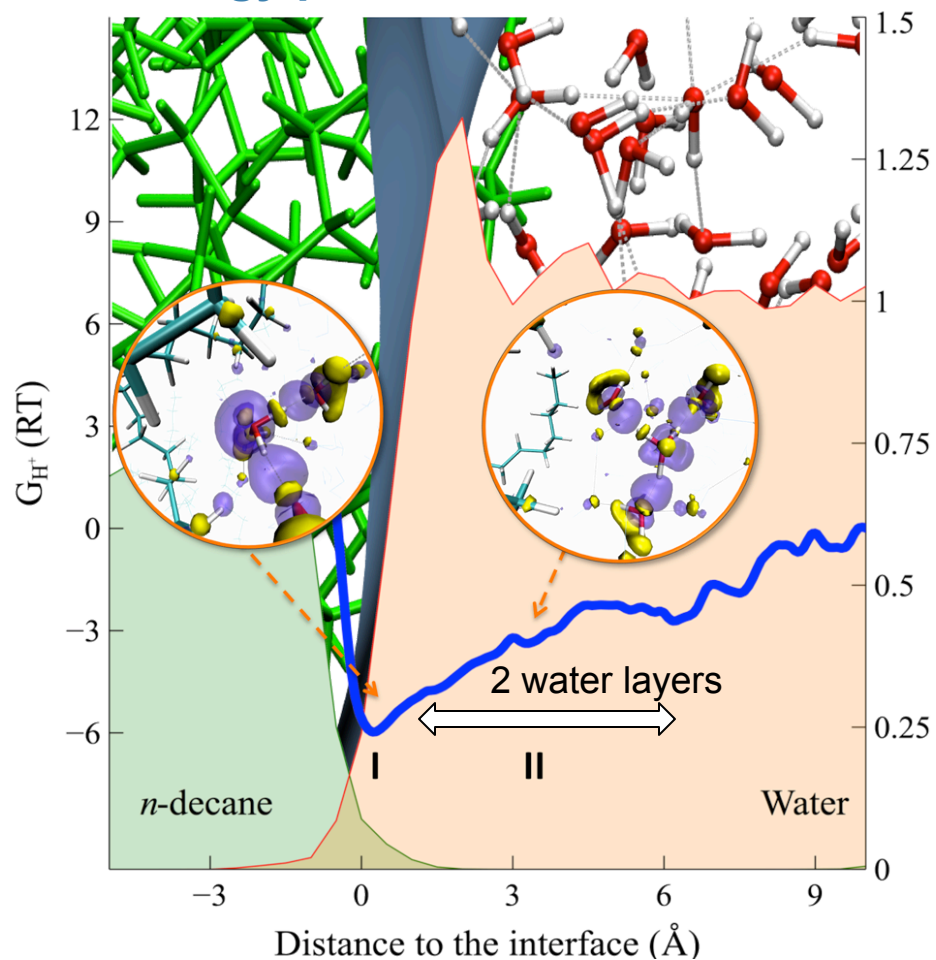 1.5
12
1.25
9
1
6
G_H⁺ (RT)
3
0.75
0
0.5
−3
2 water layers
−6
0.25
I
II
n-decane
Water
0
−3
0
3
6
9
Distance to the interface (Å)